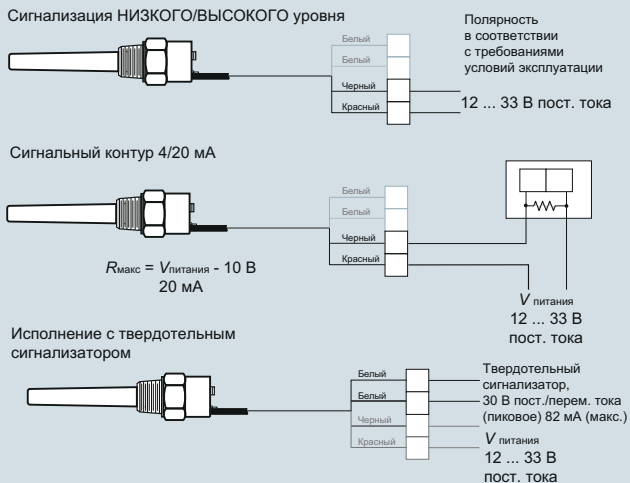 Сигнализация НИЗКОГО/ВЫСОКОГО уровня
Белый
Белый
Черный
Красный
Полярность
в соответствии
с требованиями
условий эксплуатации
12 ... 33 В пост. тока
Сигнальный контур 4/20 мА
Белый
Белый
Черный
Красный
Rмакс = Vпитания - 10 В
20 мА
V питания
12 ... 33 В
пост. тока
Исполнение с твердотельным
сигнализатором
Белый
Белый
Черный
Красный
Твердотельный
сигнализатор,
30 В пост./перем. тока
(пиковое) 82 мА (макс.)
V питания
12 ... 33 В
пост. тока